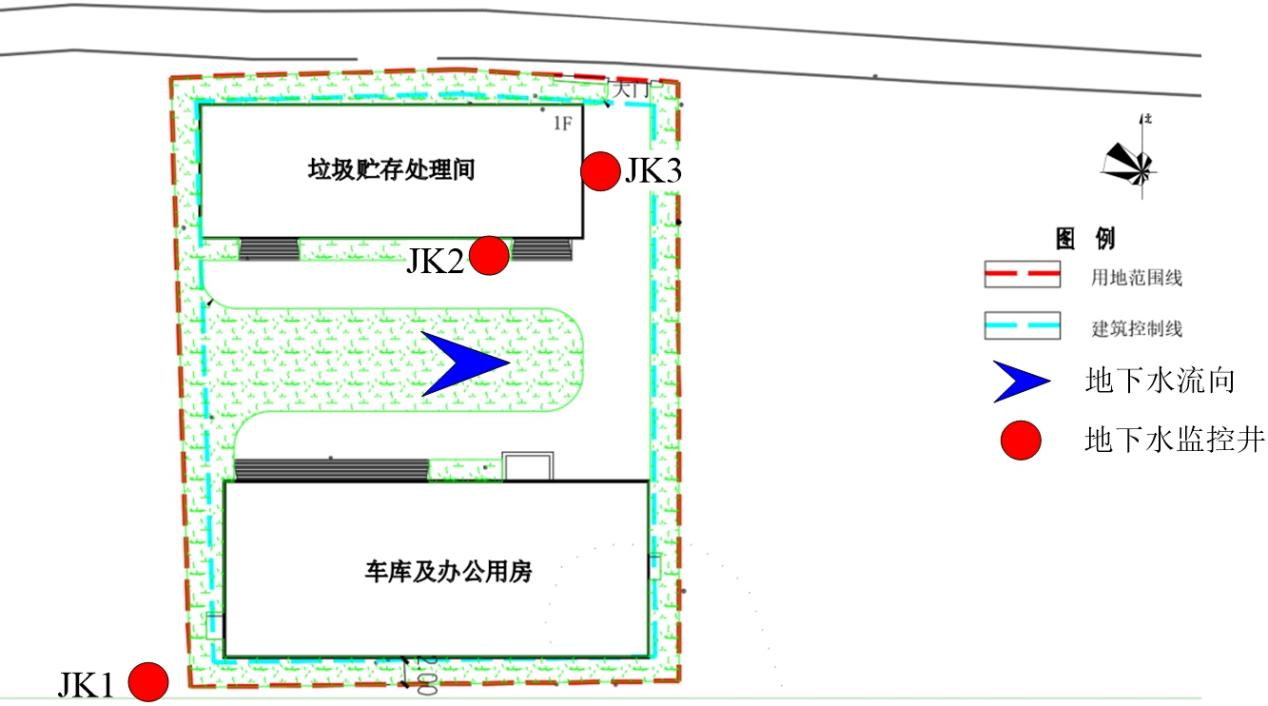 大门
1F
垃圾贮存处理间
JK3
JK2
北
图 例
用地范围线
建筑控制线
地下水流向
地下水监控井
车库及办公用房
JK1